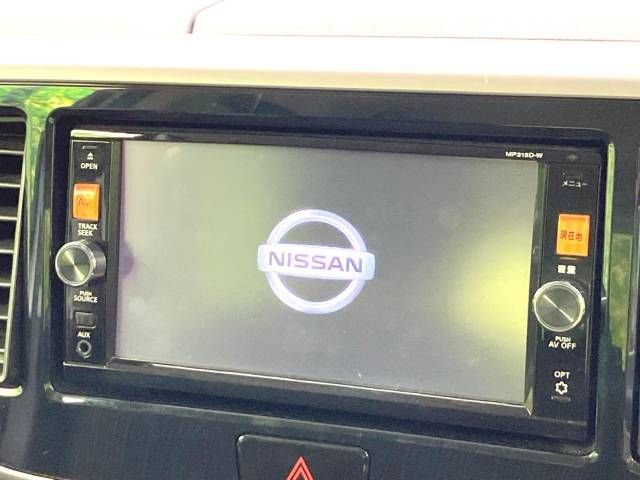 MP315D-W
OPEN
AV
TRACK
SEEK
PUSH
SOURCE
AUX
NISSAN
メニュー
現在地
音量
PUSH
AV OFF
OPT